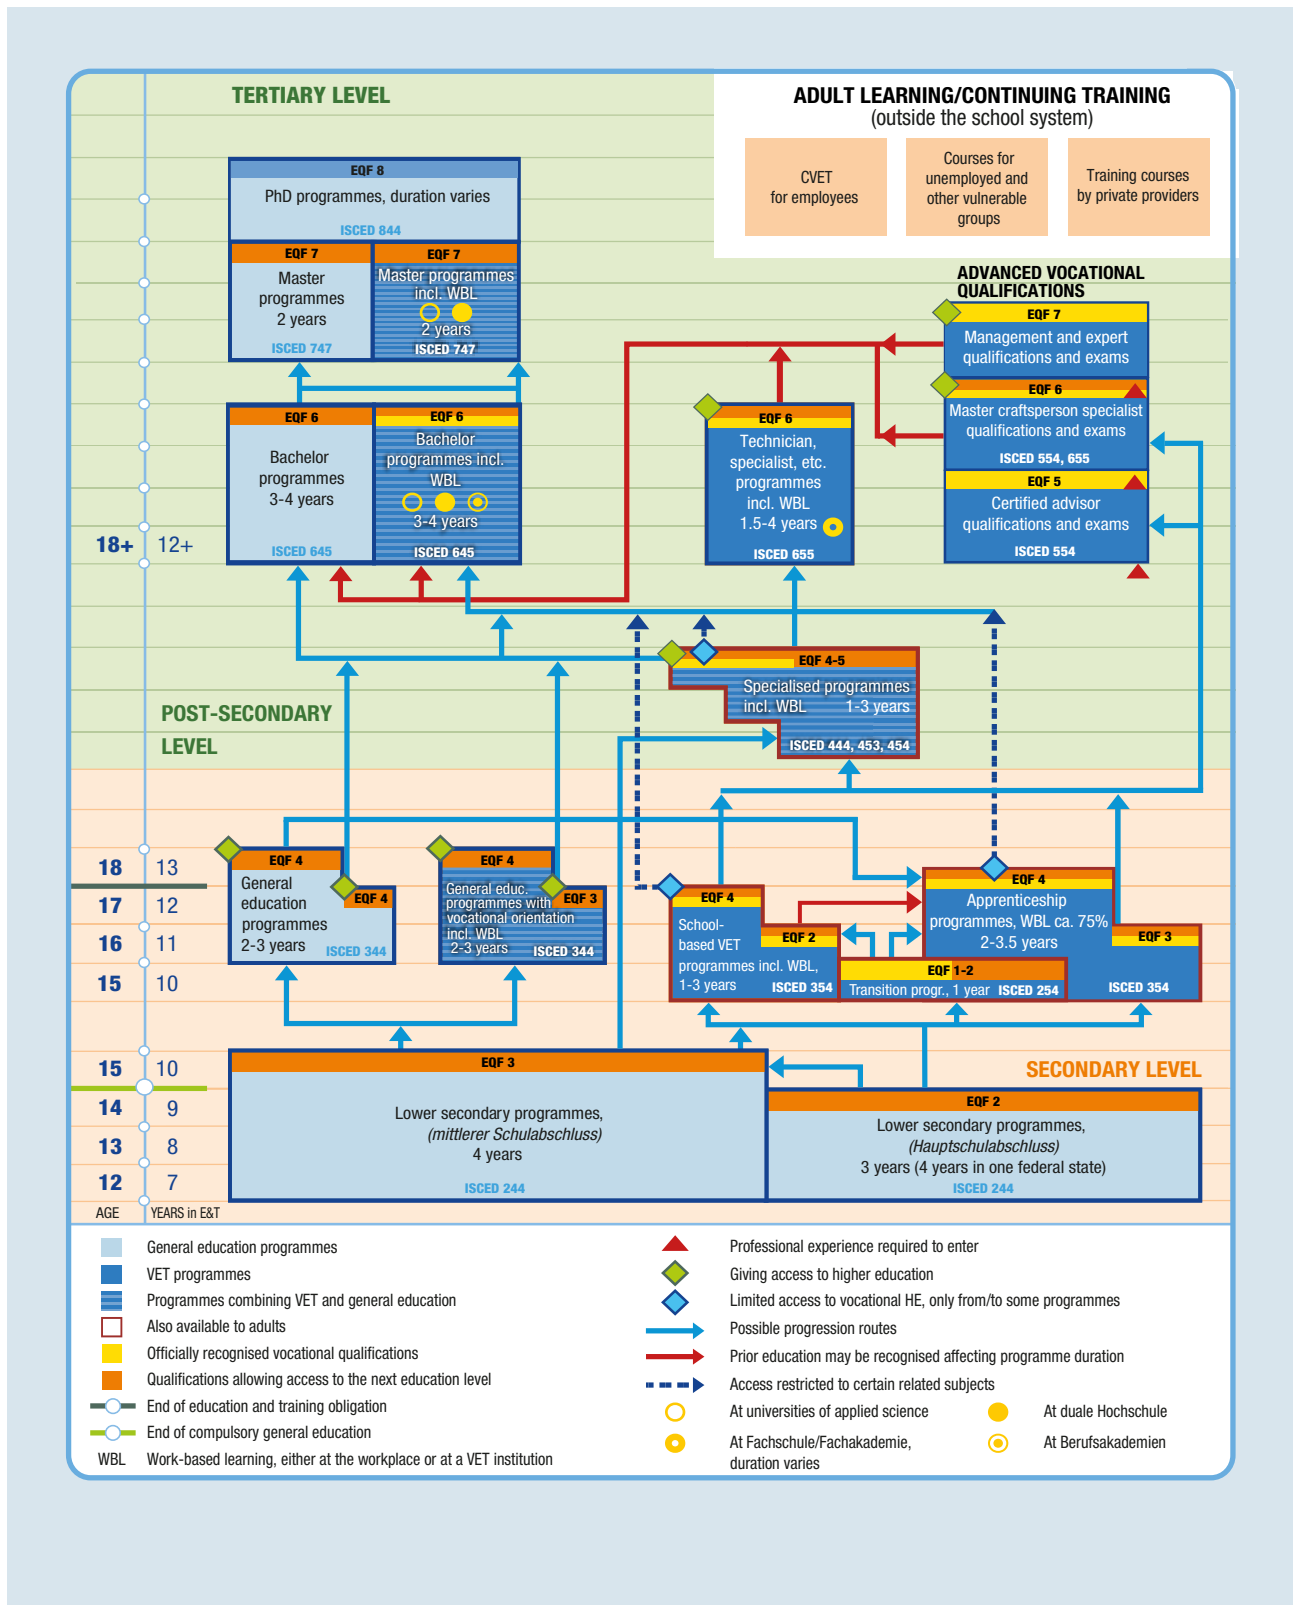 TERTIARY LEVEL
ADULT LEARNING/CONTINUING TRAINING
(outside the school system)
CVET
for employees
Courses for
unemployed and
other vulnerable
groups
Training courses
by private providers
EQF 8
PhD programmes, duration varies
ISCED 844
EQF 7
Master
programmes
2 years
ISCED 747
EQF 7
Master programmes
incl. WBL
2 years
ISCED 747
ADVANCED VOCATIONAL
QUALIFICATIONS
EQF 7
Management and expert
qualifications and exams
EQF 6
Master craftsperson specialist
qualifications and exams
ISCED 554, 655
EQF 5
Certified advisor
qualifications and exams
ISCED 554
EQF 6
Bachelor
programmes
3-4 years
ISCED 645
EQF 6
Bachelor
programmes incl.
WBL
3-4 years
ISCED 645
EQF 6
Technician,
specialist, etc.
programmes
incl. WBL
1.5-4 years
ISCED 655
18+ 12+
EQF 4-5
Specialised programmes
incl. WBL 1-3 years
ISCED 444, 453, 454
POST-SECONDARY
LEVEL
18 13
17 12
16 11
15 10
EQF 4
General
education
programmes
2-3 years
EQF 4
ISCED 344
EQF 4
General educ.
programmes with
vocational orientation
incl. WBL
2-3 years
EQF 3
ISCED 344
EQF 4
School-
based VET
programmes incl. WBL,
1-3 years
EQF 2
ISCED 354
EQF 4
Apprenticeship
programmes, WBL ca. 75%
2-3.5 years
EQF 3
ISCED 354
EQF 1-2
Transition progr., 1 year ISCED 254
SECONDARY LEVEL
15 10
14 9
13 8
12 7
AGE YEARS in E&T
EQF 3
Lower secondary programmes,
(mittlerer Schulabschluss)
4 years
ISCED 244
EQF 2
Lower secondary programmes,
(Hauptschulabschluss)
3 years (4 years in one federal state)
ISCED 244
General education programmes
VET programmes
Programmes combining VET and general education
Also available to adults
Officially recognised vocational qualifications
Qualifications allowing access to the next education level
End of education and training obligation
End of compulsory general education
WBL Work-based learning, either at the workplace or at a VET institution
Professional experience required to enter
Giving access to higher education
Limited access to vocational HE, only from/to some programmes
Possible progression routes
Prior education may be recognised affecting programme duration
Access restricted to certain related subjects
At universities of applied science
At duale Hochschule
At Fachschule/Fachakademie,
duration varies
At Berufsakademien